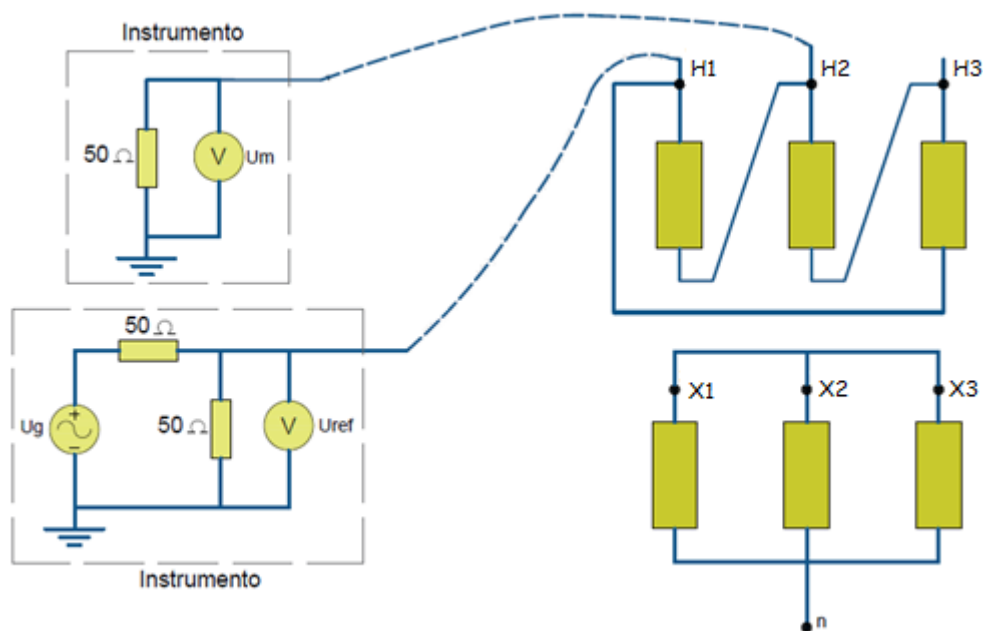 Instrumento
H1
H2
H3
50 Ω
V
Um
50 Ω
X1
X2
X3
Ug
+
−
50 Ω
V
Uref
Instrumento
n